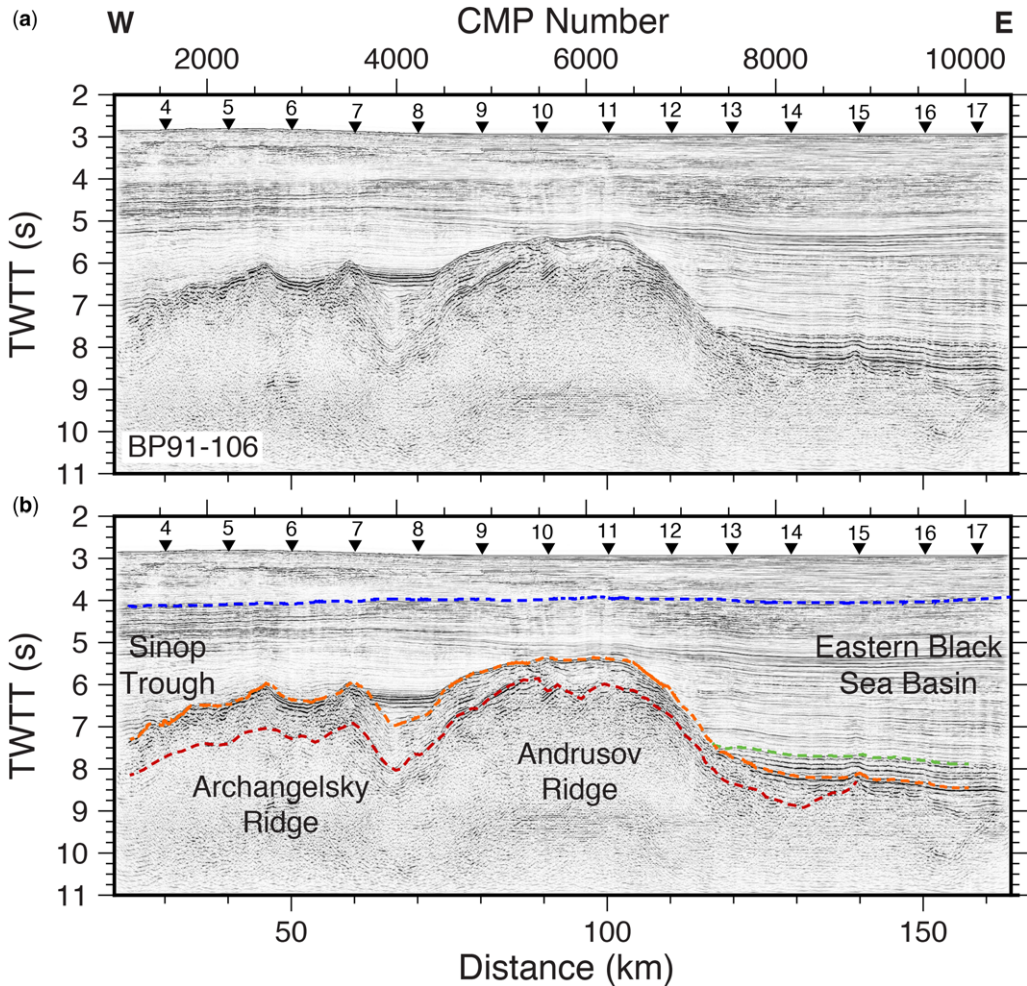 (a) W CMP Number E
2000 4000 6000 8000 10000
4 5 6 7 8 9 10 11 12 13 14 15 16 17
2
3
4
5
6
7
8
9
10
11
TWTT (s)
BP91-106
(b)
4 5 6 7 8 9 10 11 12 13 14 15 16 17
2
3
4
5
6
7
8
9
10
11
TWTT (s)
Sinop
Trough
Eastern Black
Sea Basin
Archangelsky
Ridge
Andrusov
Ridge
50 100 150
Distance (km)